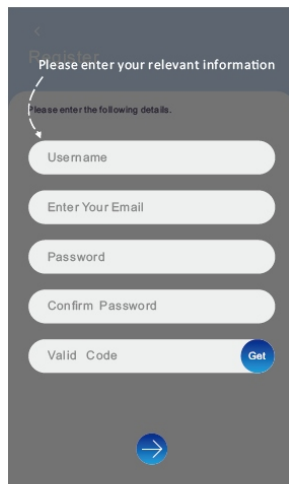 Register
Please enter your relevant information
Please enter the following details.
Username
Enter Your Email
Password
Confirm Password
Valid Code
Get